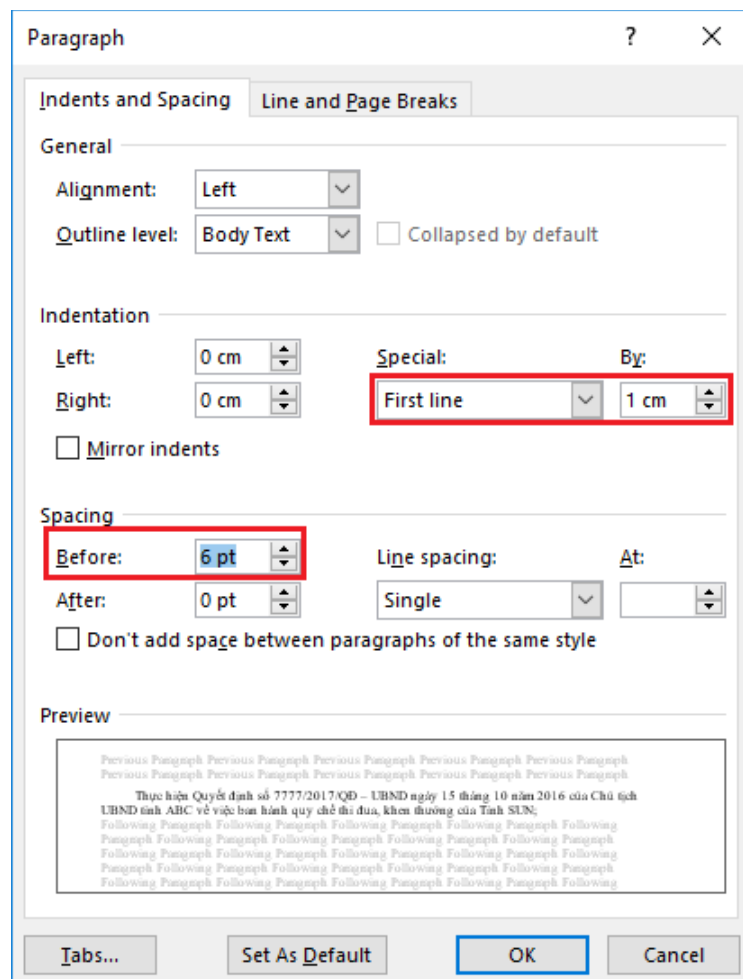 Paragraph ?
Indents and Spacing Line and Page Breaks
General
Alignment: Left
Outline level: Body Text Collapsed by default
Indentation
Left: 0 cm Special: By:
Right: 0 cm First line 1 cm
Mirror indents
Spacing
Before: 6 pt Line spacing: At:
After: 0 pt Single
Don't add space between paragraphs of the same style
Preview
Previous Paragraph Previous Paragraph Previous Paragraph Previous Paragraph Previous Paragraph
Previous Paragraph Previous Paragraph Previous Paragraph Previous Paragraph Previous Paragraph
Thực hiện Quyết định số 7777/2017/QĐ – UBND ngày 15 tháng 10 năm 2016 của Chủ tịch
UBND tỉnh ABC về việc ban hành quy chế thi đua, khen thưởng của Tỉnh SUN;
Following Paragraph Following Paragraph Following Paragraph Following Paragraph Following
Paragraph Following Paragraph Following Paragraph Following Paragraph Following
Following Paragraph Following Paragraph Following Paragraph Following Paragraph Following
Paragraph Following Paragraph Following Paragraph Following Paragraph Following
Following Paragraph Following Paragraph Following Paragraph Following Paragraph Following
Tabs... Set As Default OK Cancel